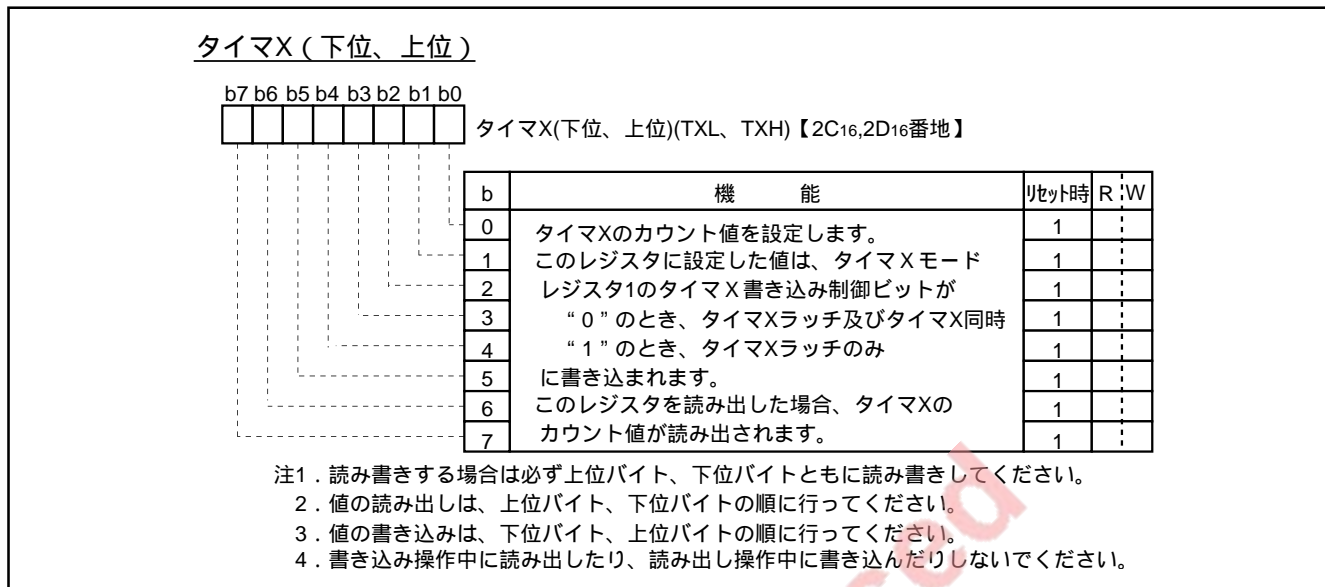 タイマX（下位、上位）
b7 b6 b5 b4 b3 b2 b1 b0
タイマX(下位、上位)(TXL、TXH)【2C16,2D16番地】
b 機 能 リセット時 R W
0 タイマXのカウント値を設定します。 1
1 このレジスタに設定した値は、タイマXモード 1
2 レジスタ1のタイマX書き込み制御ビットが 1
3 “0”のとき、タイマXラッチ及びタイマX同時 1
4 “1”のとき、タイマXラッチのみ 1
5 に書き込まれます。 1
6 このレジスタを読み出した場合、タイマXの 1
7 カウント値が読み出されます。 1
注1．読み書きする場合は必ず上位バイト、下位バイトともに読み書きしてください。
2．値の読み出しは、上位バイト、下位バイトの順に行ってください。
3．値の書き込みは、下位バイト、上位バイトの順に行ってください。
4．書き込み操作中に読み出したり、読み出し操作中に書き込んだりしないでください。